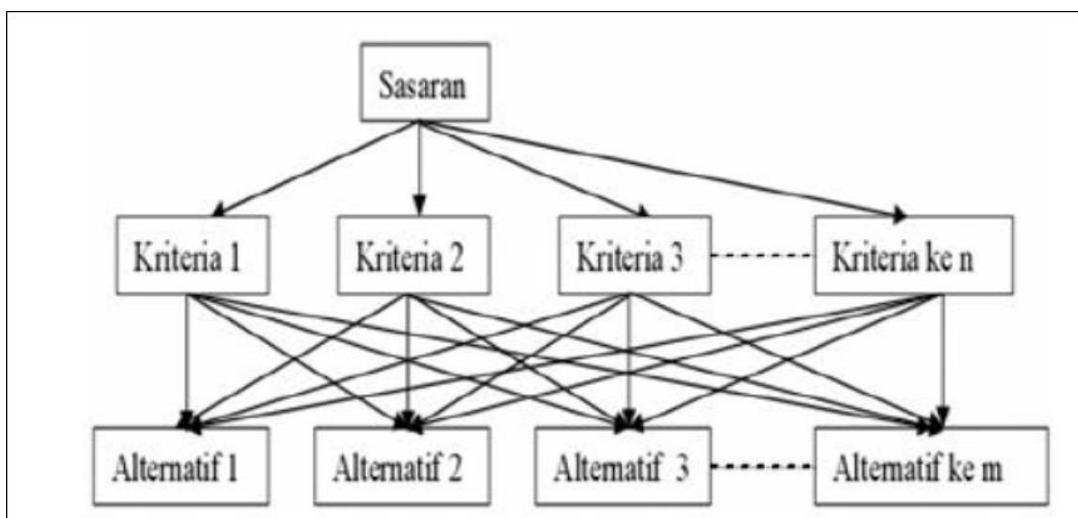 Sasaran
Kriteria 1 Kriteria 2 Kriteria 3 Kriteria ke n
Alternatif 1 Alternatif 2 Alternatif 3 Alternatif ke m